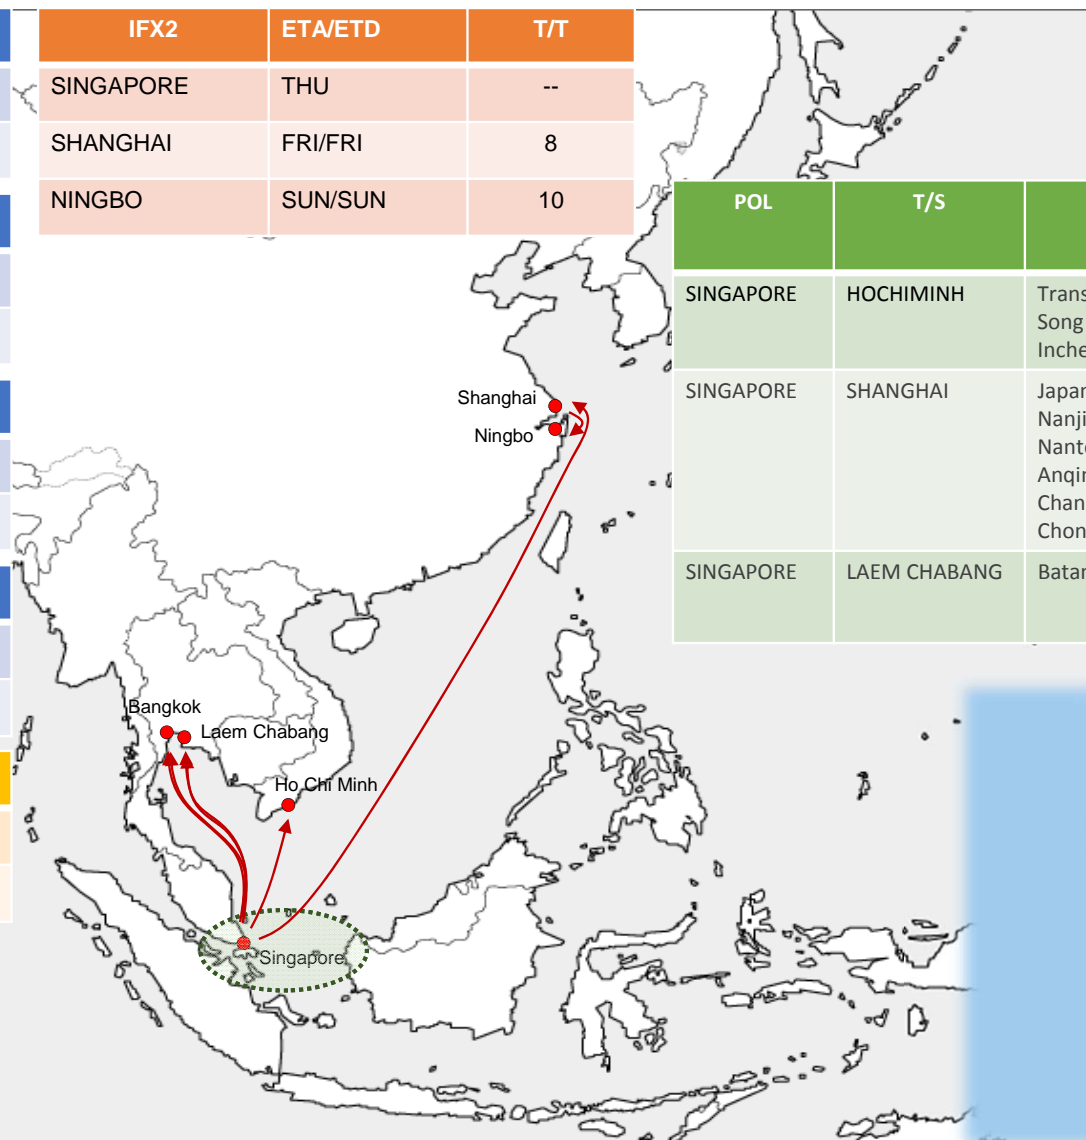 IFX2 ETA/ETD T/T
SINGAPORE THU --
SHANGHAI FRI/FRI 8
NINGBO SUN/SUN 10
POL T/S
SINGAPORE HOCHIMINH
Song
SINGAPORE SHANGHAI
SINGAPORE LAEM CHABANG
Shanghai
Ningbo
Bangkok
Laem Chabang
Ho Chi Minh
Singapore